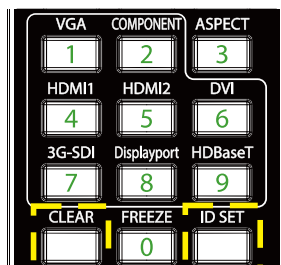 VGA COMPONENT ASPECT
1 2 3
HDMI1 HDMI2 DVI
4 5 6
3G-SDI Displayport HDBaseT
7 8 9
CLEAR FREEZE ID SET
0